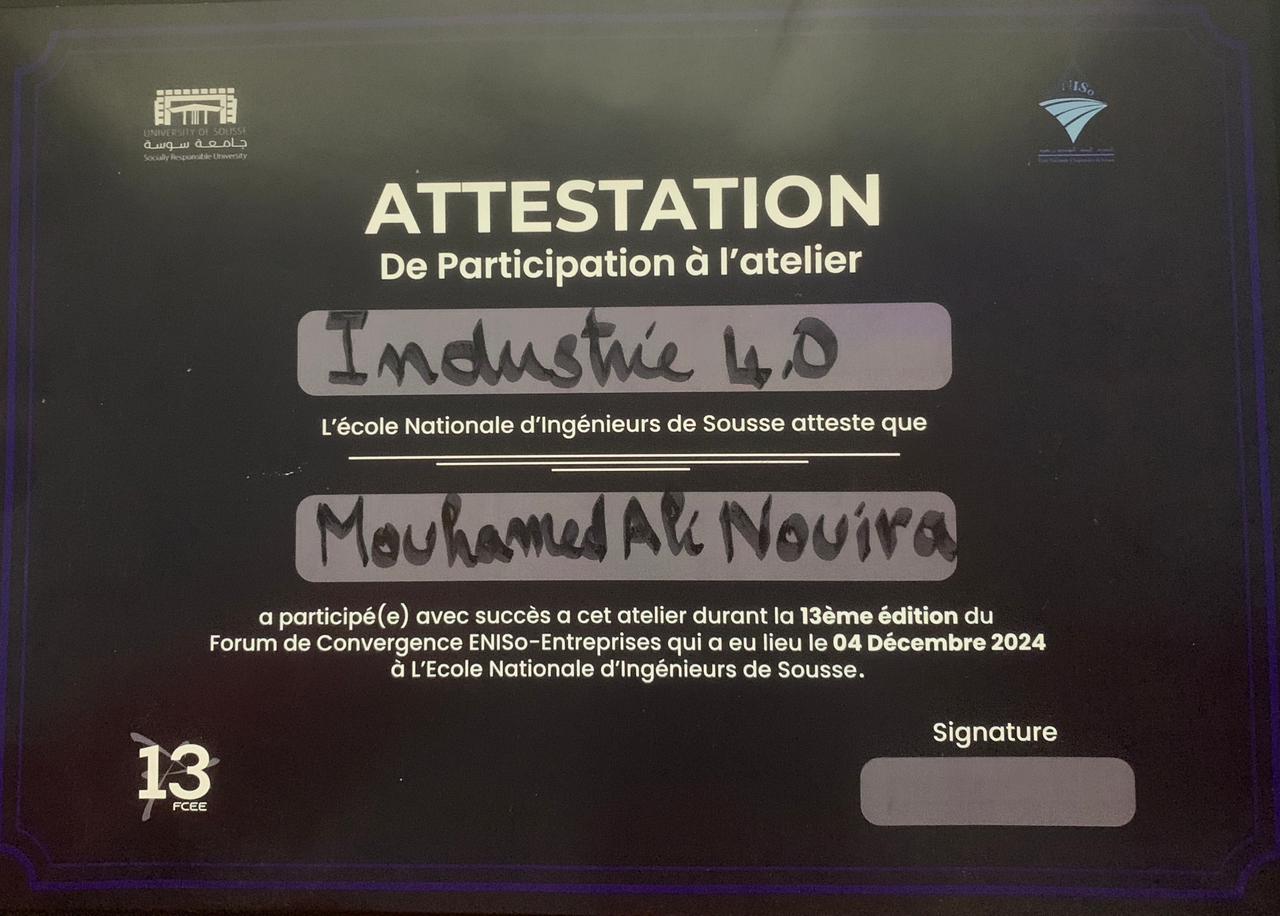 UNIVERSITY OF SOUSSE
جامعة سوسة
Socially Responsible University
ENISo
ATTESTATION
De Participation à l'atelier
Industrie 4.0
L'école Nationale d'Ingénieurs de Sousse atteste que
Mouhamed Ali Nouira
a participé(e) avec succès a cet atelier durant la 13ème édition du
Forum de Convergence ENISo-Entreprises qui a eu lieu le 04 Décembre 2024
à L'Ecole Nationale d'Ingénieurs de Sousse.
Signature
13
FCEE